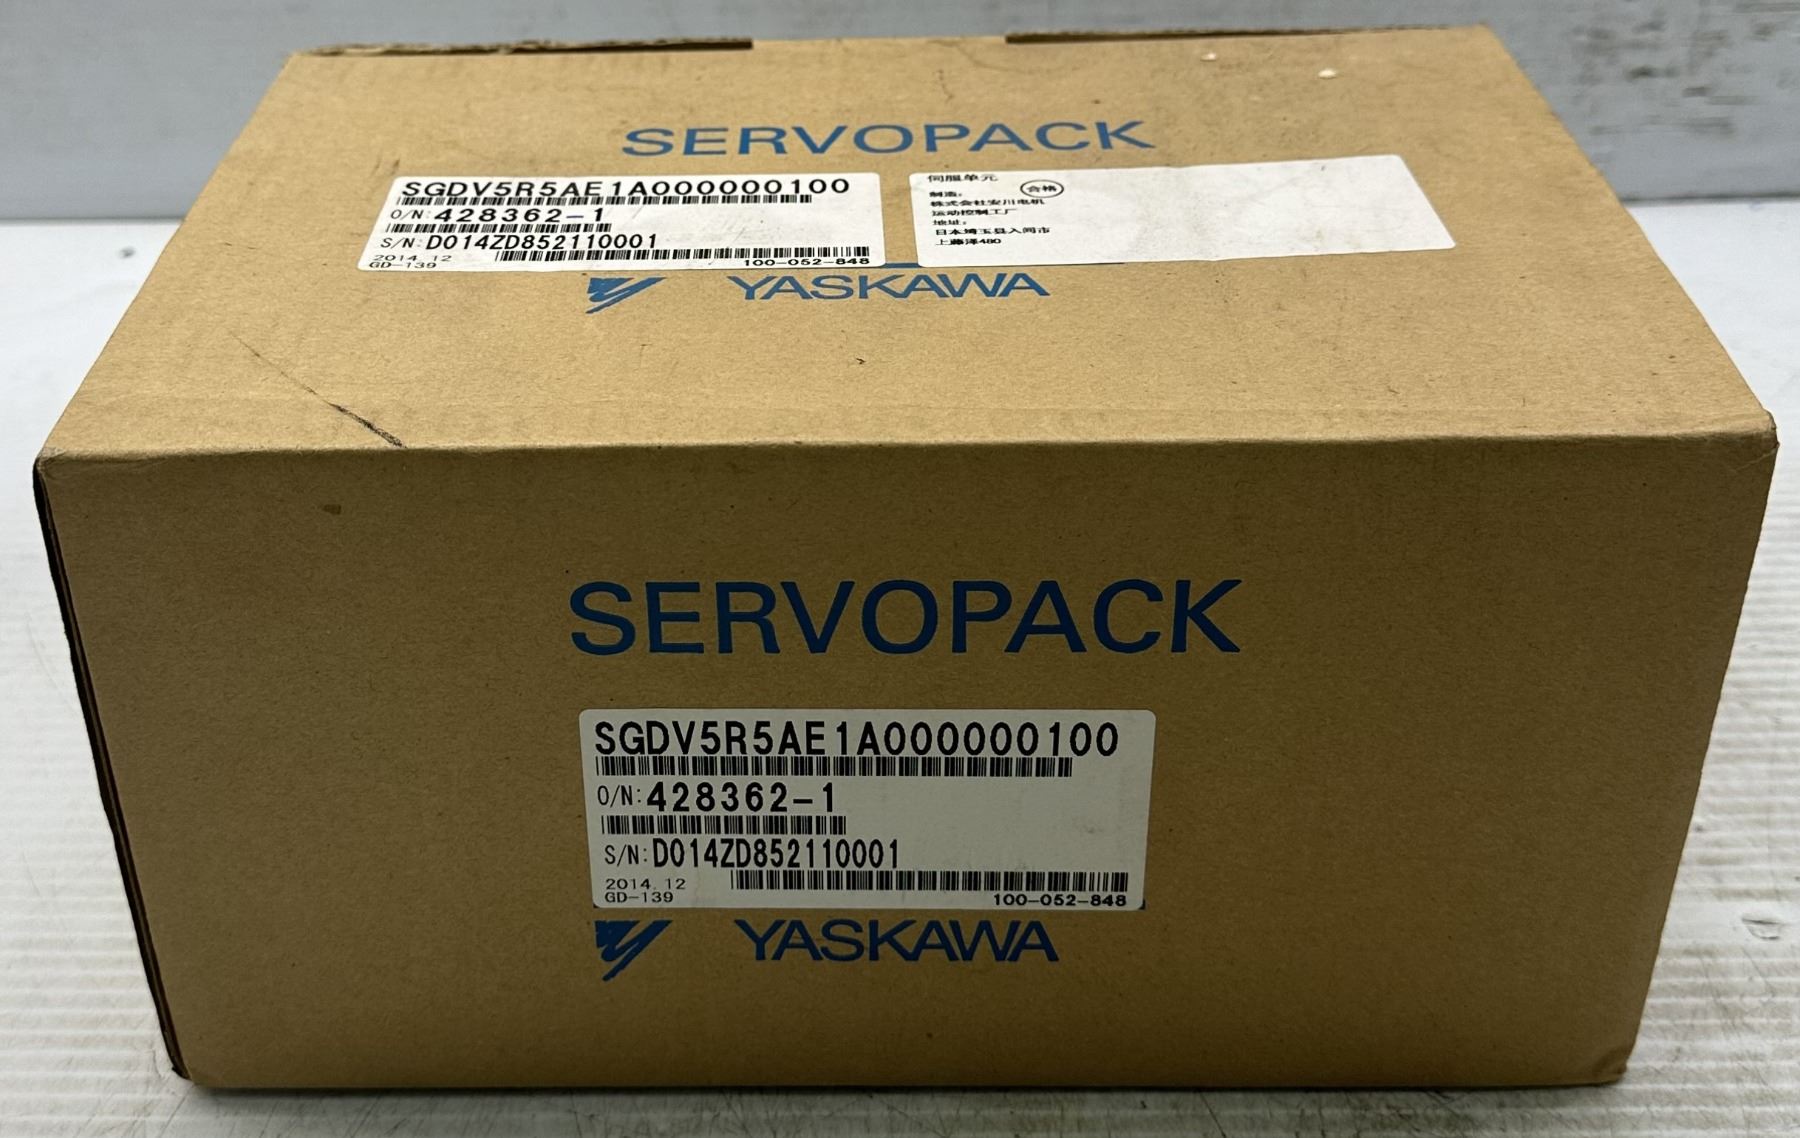 SERVOPACK
SGDV5R5AE1A000000100
O/N: 428362-1
S/N: D014ZD852110001
2014.12
GD-139
100-052-848
伺服单元
制造: 合格
株式会社安川电机
运动控制工厂
地址:
日本埼玉县入间市
上藤泽480
YASKAWA
SERVOPACK
SGDV5R5AE1A000000100
O/N: 428362-1
S/N: D014ZD852110001
2014.12
GD-139
100-052-848
YASKAWA